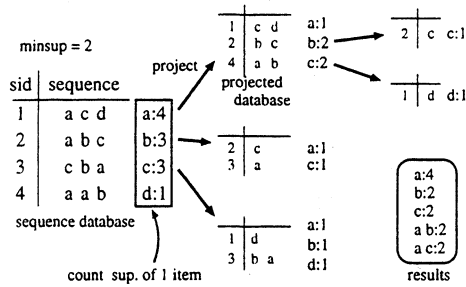 minsup = 2
project
sid sequence
1 a c d a:4
2 a b c b:3
3 c b a c:3
4 a a b d:1
sequence database
count sup. of 1 item
1 c d a:1
2 b c b:2
4 a b c:2
projected
database
2 c c:1
1 d d:1
2 c a:1
3 a c:1
1 d a:1
3 b a b:1
d:1
a:4
b:2
c:2
a b:2
a c:2
results